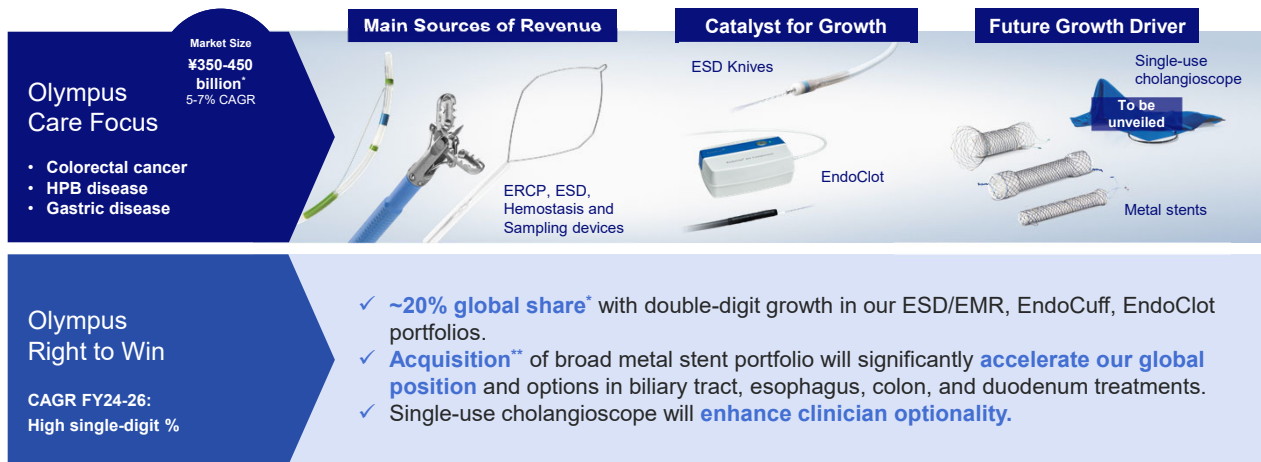 Main Sources of Revenue
Catalyst for Growth
Future Growth Driver
Market Size
¥350-450
billion*
5-7% CAGR
Olympus
Care Focus
• Colorectal cancer
• HPB disease
• Gastric disease
ERCP, ESD,
Hemostasis and
Sampling devices
ESD Knives
EndoClot
Single-use
cholangioscope
To be
unveiled
Metal stents
Olympus
Right to Win
CAGR FY24-26:
High single-digit %
✓ ~20% global share* with double-digit growth in our ESD/EMR, EndoCuff, EndoClot
portfolios.
✓ Acquisition** of broad metal stent portfolio will significantly accelerate our global
position and options in biliary tract, esophagus, colon, and duodenum treatments.
✓ Single-use cholangioscope will enhance clinician optionality.